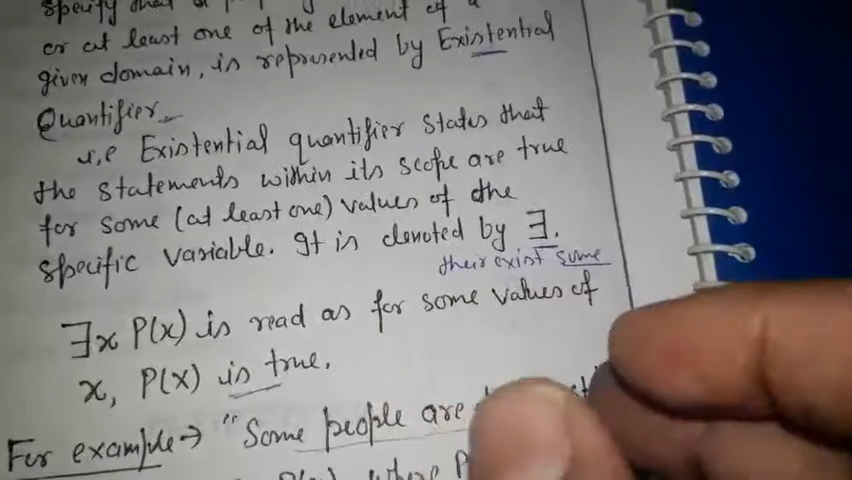 specify that
or at least one of the element of a
given domain, is represented by Existential
Quantifier
i.e Existential quantifier states that
the statements within its scope are true
for some (at least one) values of the
specific variable. It is denoted by ∃.
their exist some
∃x P(x) is read as for some values of
x, P(x) is true.
For example → "Some people are
where P